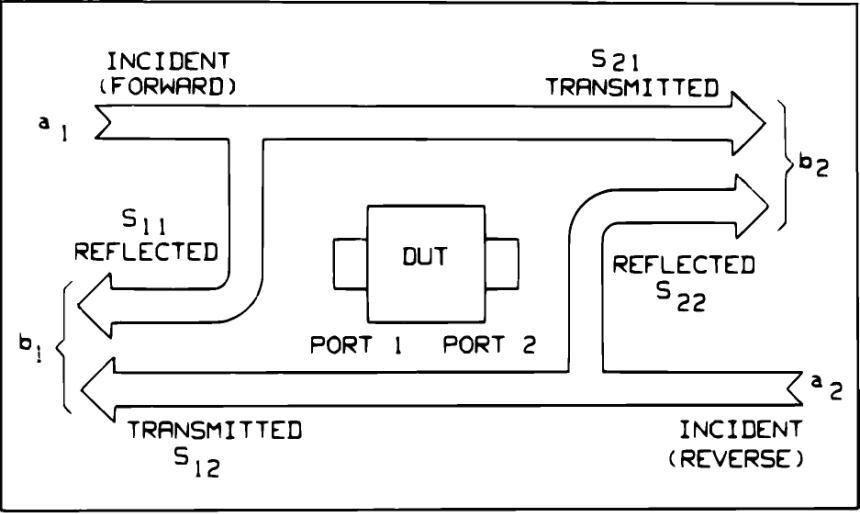 INCIDENT
(FORWARD)
S21
TRANSMITTED
a1
b2
S11
REFLECTED
DUT
REFLECTED
S22
b1
PORT 1 PORT 2
a2
TRANSMITTED
S12
INCIDENT
(REVERSE)